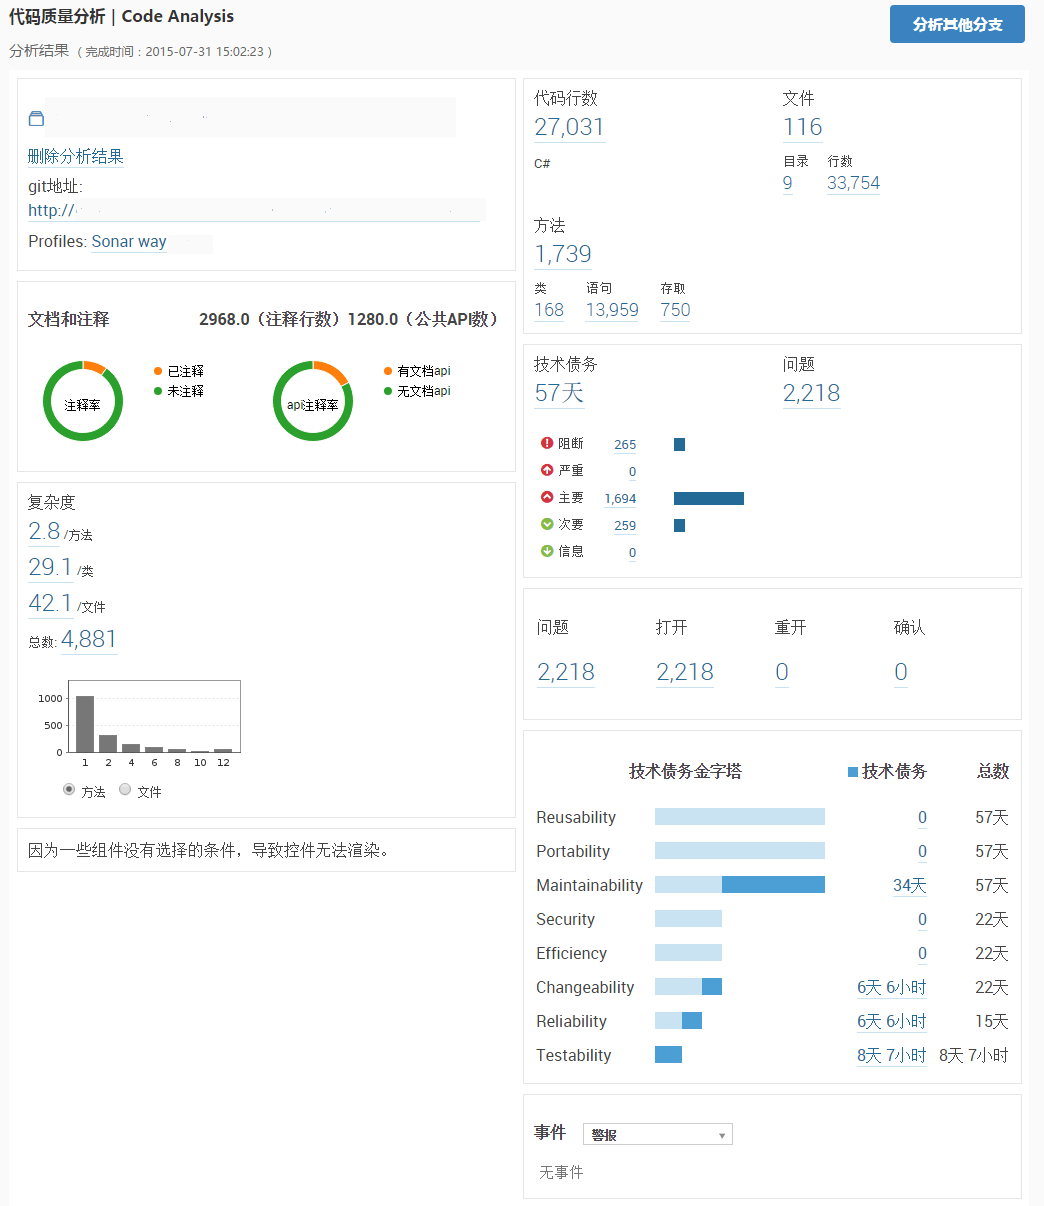 代码质量分析 | Code Analysis
分析其他分支
分析结果 ( 完成时间：2015-07-31 15:02:23 )
删除分析结果
git地址:
http://
Profiles: Sonar way
文档和注释 2968.0（注释行数）1280.0（公共API数）
注释率
已注释
未注释
api注释率
有文档api
无文档api
复杂度
2.8 /方法
29.1 /类
42.1 /文件
总数: 4,881
1000
500
0
1 2 4 6 8 10 12
方法 文件
因为一些组件没有选择的条件，导致控件无法渲染。
代码行数 文件
27,031 116
C# 目录 行数
9 33,754
方法
1,739
类 语句 存取
168 13,959 750
技术债务 问题
57天 2,218
阻断 265
严重 0
主要 1,694
次要 259
信息 0
问题 打开 重开 确认
2,218 2,218 0 0
技术债务金字塔 技术债务 总数
Reusability 0 57天
Portability 0 57天
Maintainability 34天 57天
Security 0 22天
Efficiency 0 22天
Changeability 6天 6小时 22天
Reliability 6天 6小时 15天
Testability 8天 7小时 8天 7小时
事件 警报
无事件